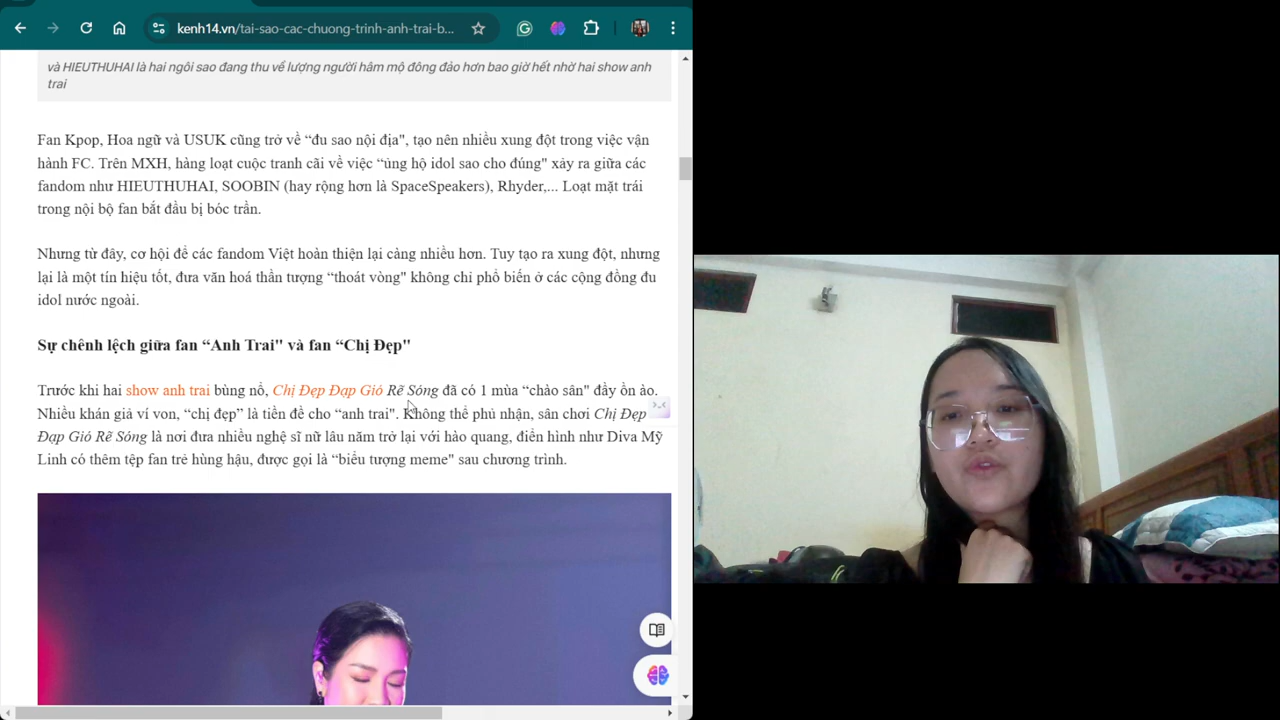 kenh14.vn/tai-sao-cac-chuong-trinh-anh-trai-b...
và HIEUTHUHAI là hai ngôi sao đang thu về lượng người hâm mộ đông đảo hơn bao giờ hết nhờ hai show anh
trai
Fan Kpop, Hoa ngữ và USUK cũng trở về “đu sao nội địa", tạo nên nhiều xung đột trong việc vận
hành FC. Trên MXH, hàng loạt cuộc tranh cãi về việc “ủng hộ idol sao cho đúng" xảy ra giữa các
fandom như HIEUTHUHAI, SOOBIN (hay rộng hơn là SpaceSpeakers), Rhyder,... Loạt mặt trái
trong nội bộ fan bắt đầu bị bóc trần.
Nhưng từ đây, cơ hội để các fandom Việt hoàn thiện lại càng nhiều hơn. Tuy tạo ra xung đột, nhưng
lại là một tín hiệu tốt, đưa văn hoá thần tượng “thoát vòng" không chỉ phổ biến ở các cộng đồng đu
idol nước ngoài.
Sự chênh lệch giữa fan “Anh Trai" và fan “Chị Đẹp"
Trước khi hai show anh trai bùng nổ, Chị Đẹp Đạp Gió Rẽ Sóng đã có 1 mùa “chào sân" đầy ồn ào.
Nhiều khán giả ví von, “chị đẹp” là tiền đề cho “anh trai". Không thể phủ nhận, sân chơi Chị Đẹp
Đạp Gió Rẽ Sóng là nơi đưa nhiều nghệ sĩ nữ lâu năm trở lại với hào quang, điển hình như Diva Mỹ
Linh có thêm tệp fan trẻ hùng hậu, được gọi là “biểu tượng meme" sau chương trình.